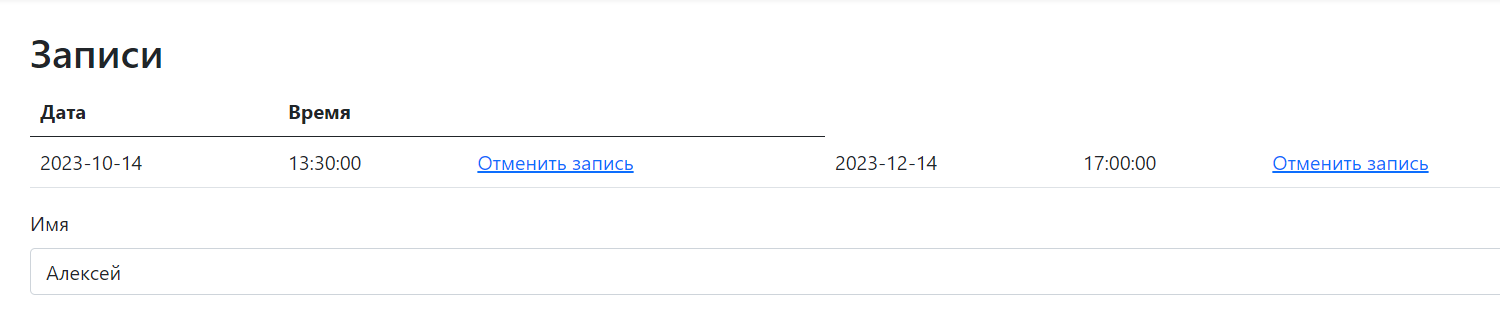 Записи
Дата Время
2023-10-14 13:30:00 Отменить запись 2023-12-14 17:00:00 Отменить запись
Имя
Алексей